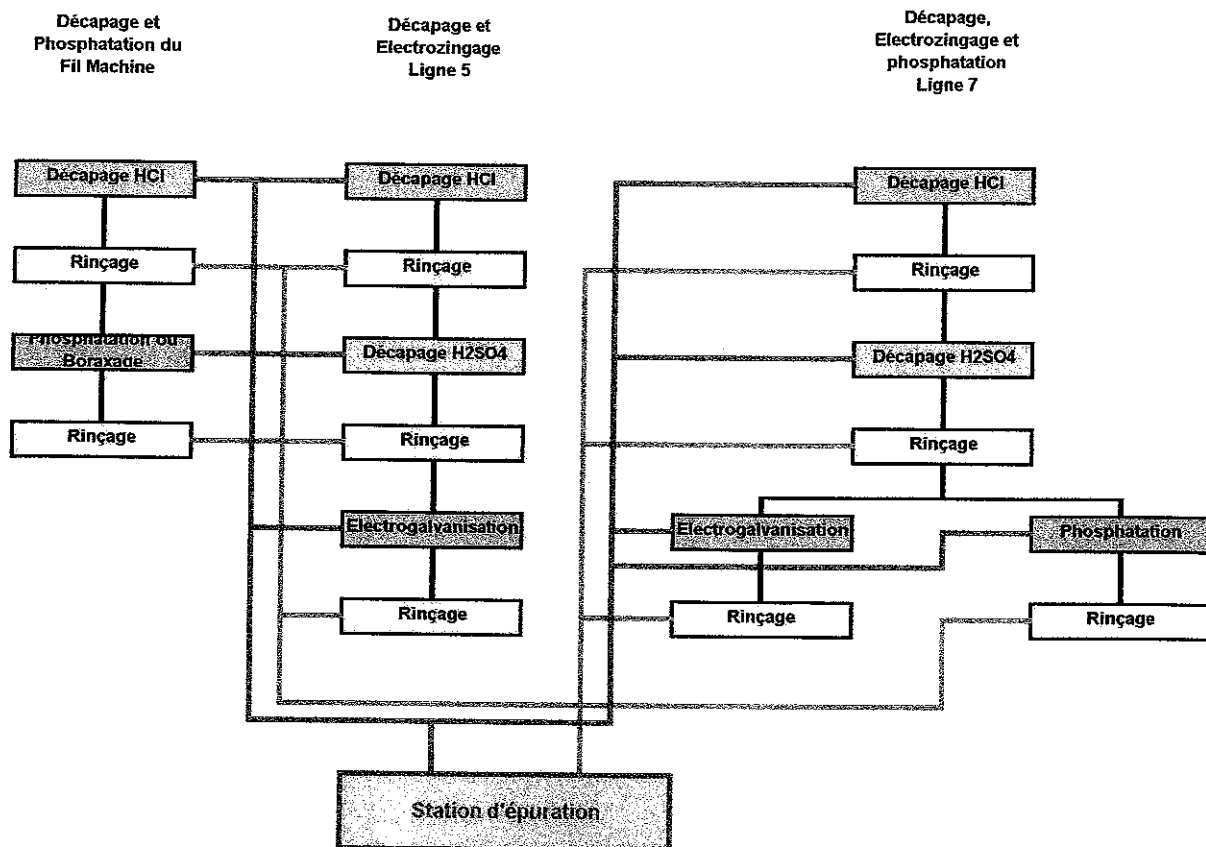 Décapage et
Phosphatation du
Fil Machine
Décapage et
Electrozingage
Ligne 5
Décapage,
Electrozingage et
phosphatation
Ligne 7
Décapage HCl
Décapage HCl
Décapage HCl
Rinçage
Rinçage
Rinçage
Phosphatation ou
Boraxage
Décapage H2SO4
Décapage H2SO4
Rinçage
Rinçage
Rinçage
Electrogalvanisation
Electrogalvanisation
Phosphatation
Rinçage
Rinçage
Rinçage
Station d'épuration